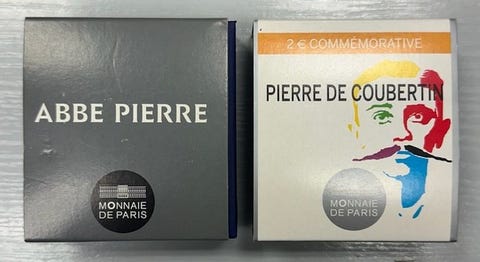 ABBE PIERRE
MONNAIE
DE PARIS
2 € COMMÉMORATIVE
PIERRE DE COUBERTIN
MONNAIE
DE PARIS